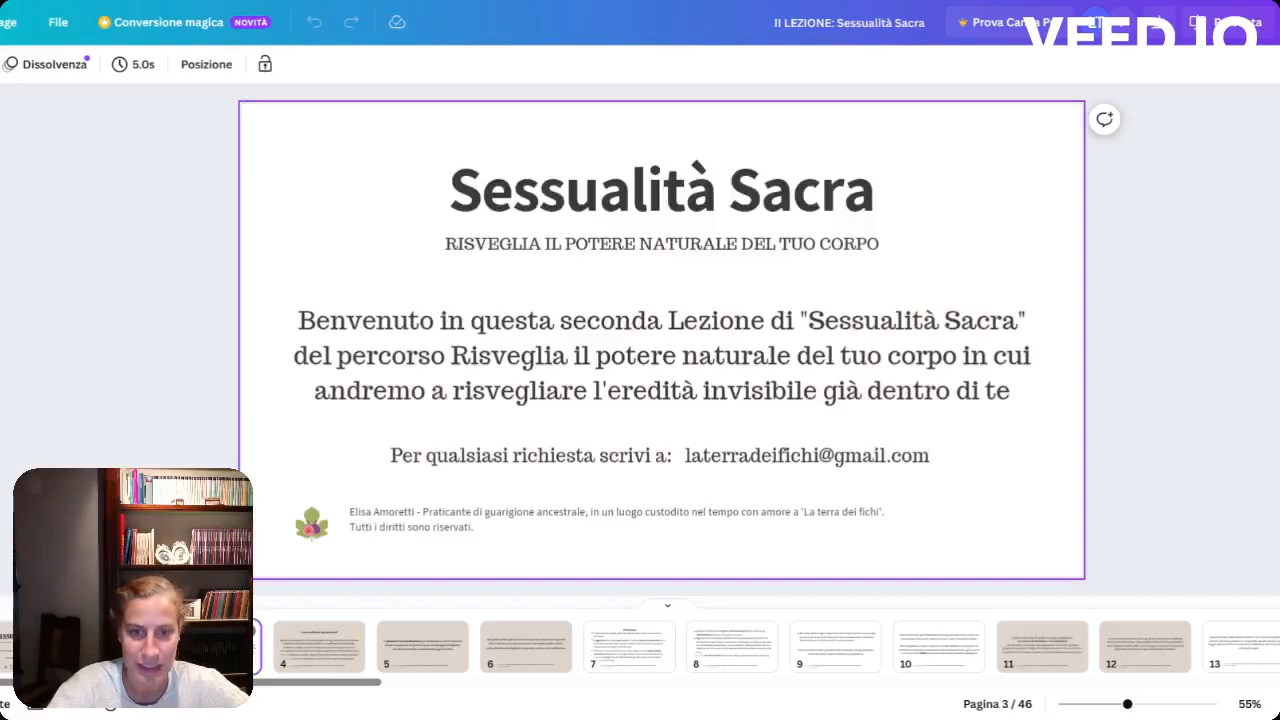 File
Conversione magica
NOVITÀ
II LEZIONE: Sessualità Sacra
VEED.IO
Dissolvenza
5.0s
Posizione
Sessualità Sacra
RISVEGLIA IL POTERE NATURALE DEL TUO CORPO
Benvenuto in questa seconda Lezione di "Sessualità Sacra"
del percorso Risveglia il potere naturale del tuo corpo in cui
andremo a risvegliare l'eredità invisibile già dentro di te
Per qualsiasi richiesta scrivi a: laterradeifichi@gmail.com
Elisa Amoretti - Praticante di guarigione ancestrale, in un luogo custodito nel tempo con amore a 'La terra dei fichi'.
Tutti i diritti sono riservati.
4
5
6
7
8
9
10
11
12
13
Pagina 3 / 46
55%